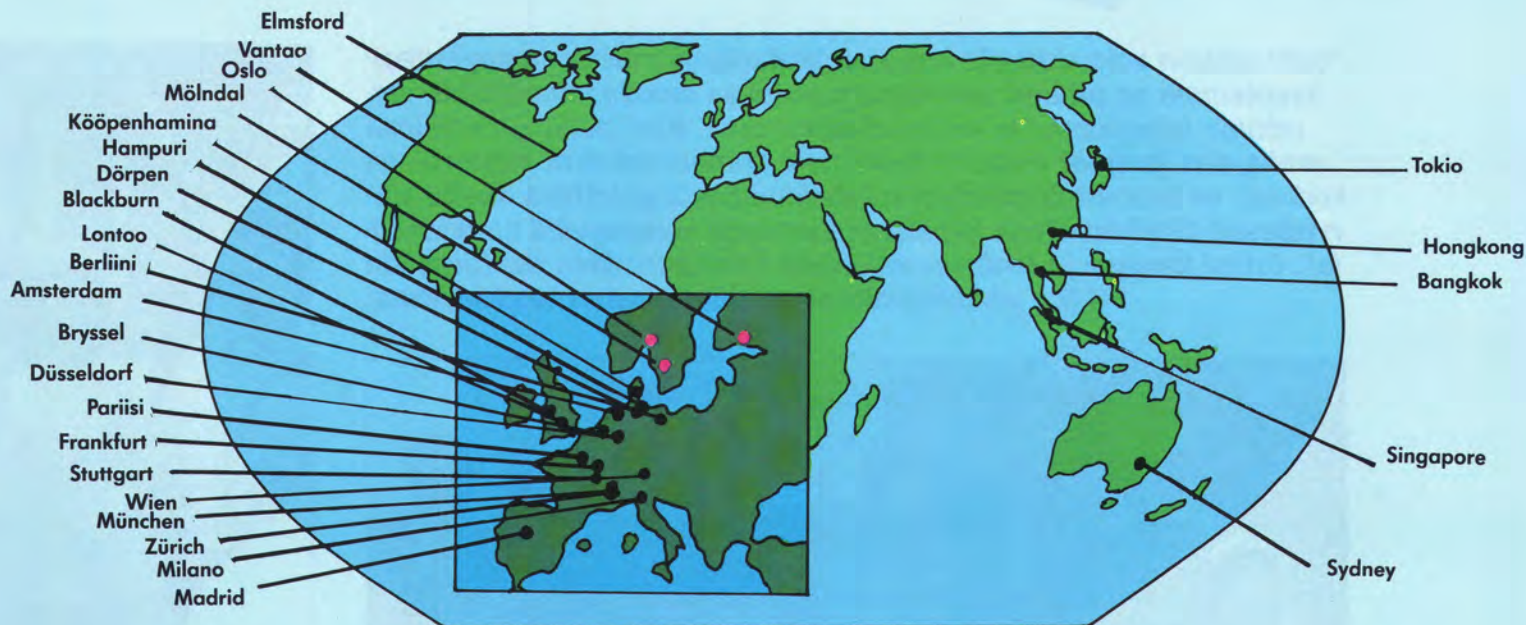 Elmsford
Vantaa
Oslo
Mölndal
Kööpenhamina
Hampuri
Dörpen
Blackburn
Lontoo
Berliini
Amsterdam
Bryssel
Düsseldorf
Pariisi
Frankfurt
Stuttgart
Wien
München
Zürich
Milano
Madrid
Tokio
Hongkong
Bangkok
Singapore
Sydney